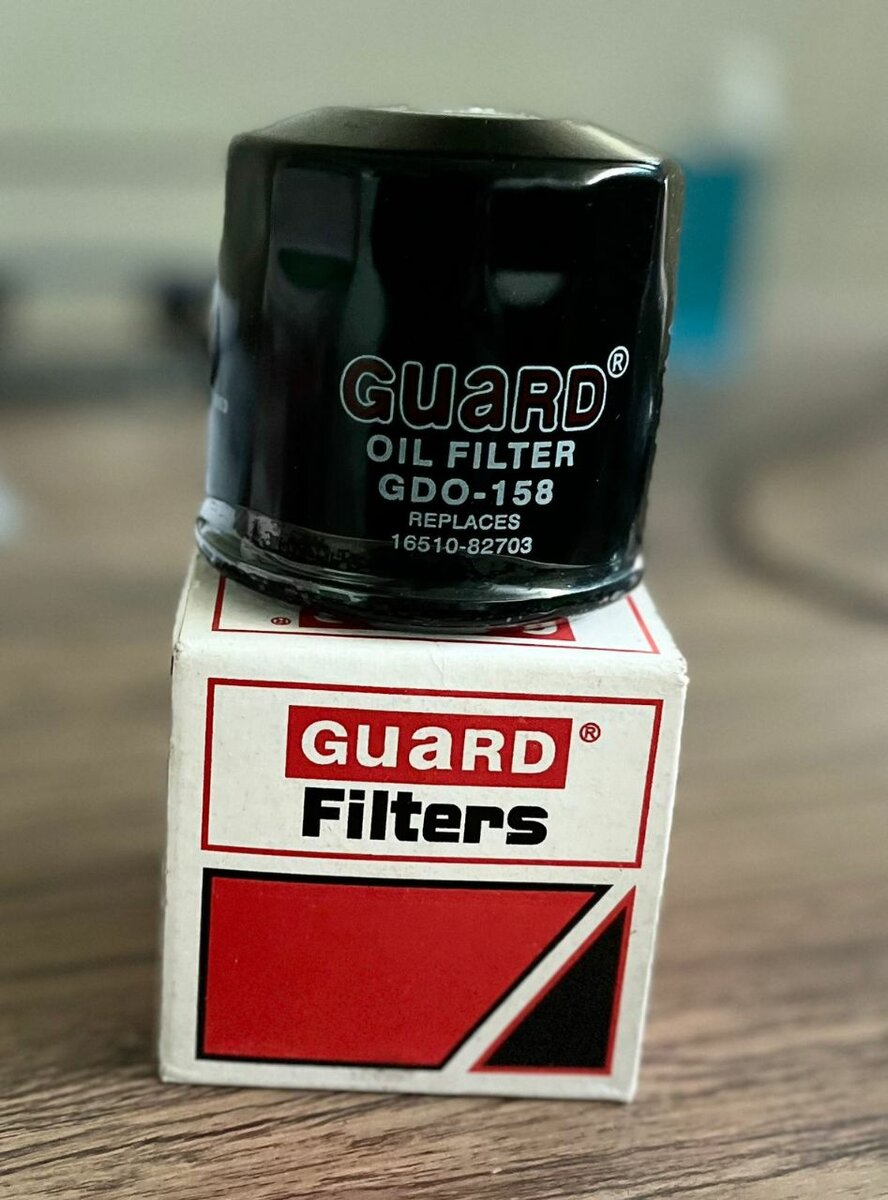 GUARD®
OIL FILTER
GDO-158
REPLACES
16510-82703
GUARD®
Filters